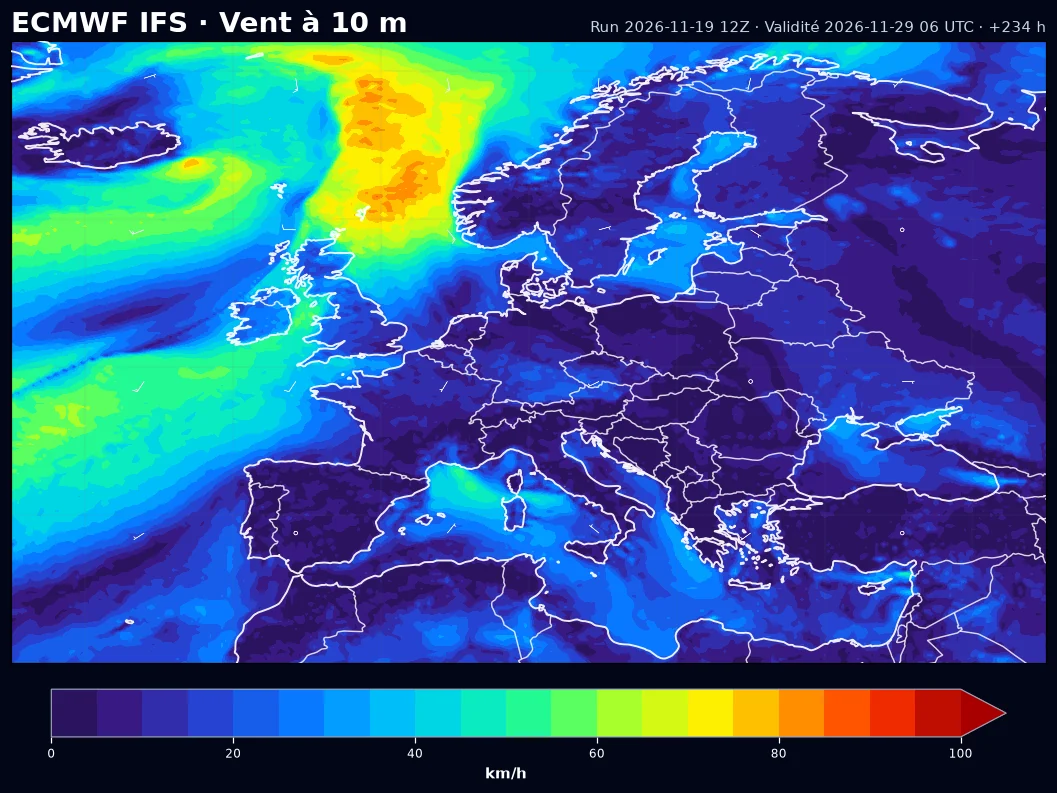 ECMWF IFS · Vent à 10 m
Run 2026-11-19 12Z · Validité 2026-11-29 06 UTC · +234 h
0 20 40 60 80 100
km/h